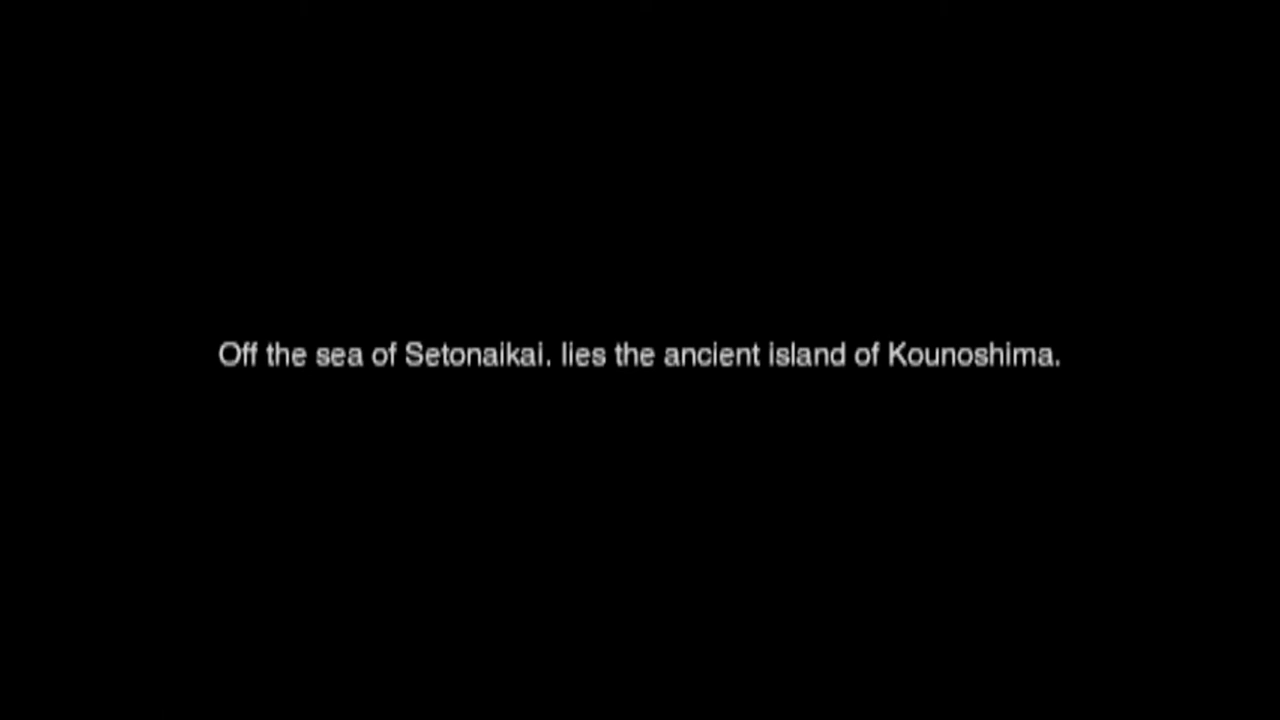 Off the sea of Setonaikai. lies the ancient island of Kounoshima.